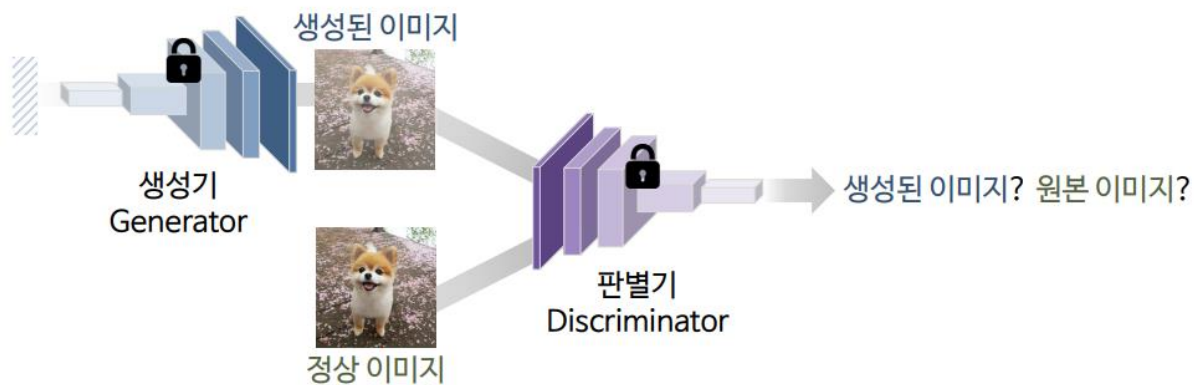 생성된 이미지
생성기
Generator
생성된 이미지? 원본 이미지?
판별기
Discriminator
정상 이미지